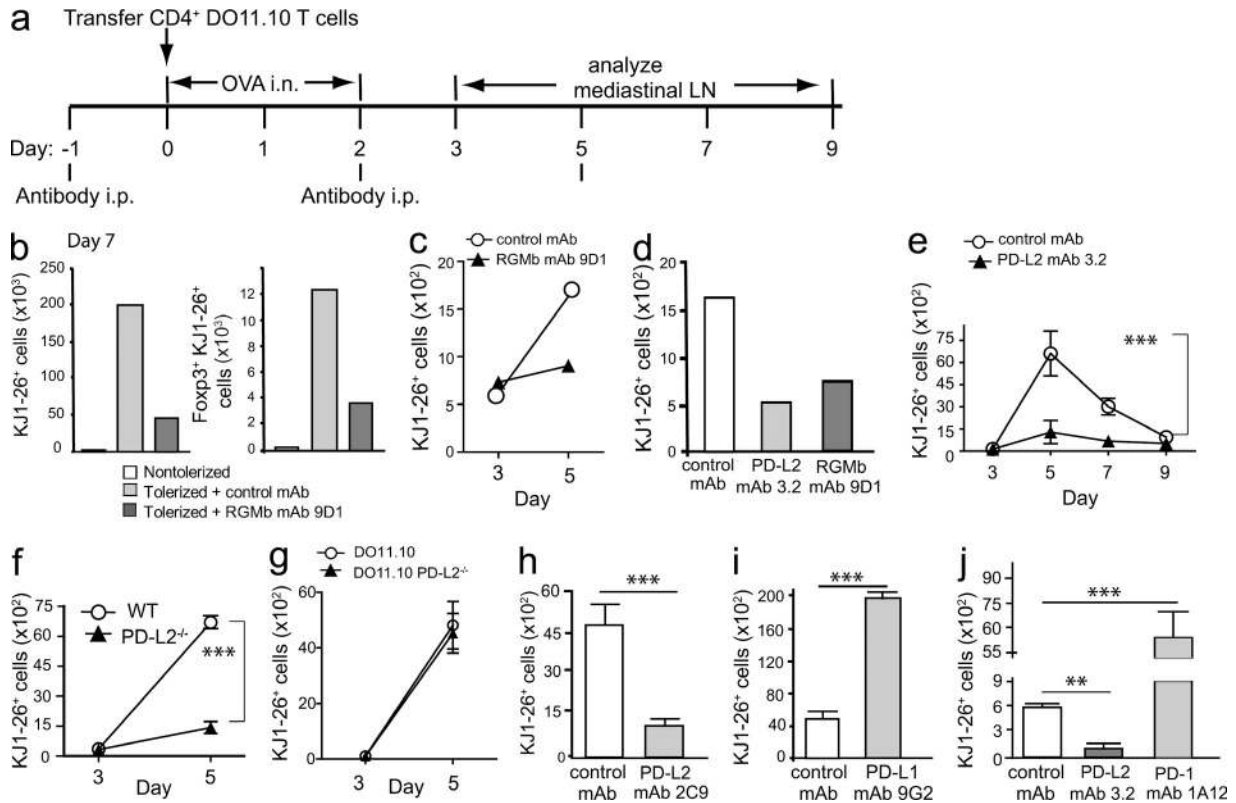 a
Transfer CD4+ DO11.10 T cells
OVA i.n.
analyze
mediastinal LN
Day: -1 0 1 2 3 5 7 9
Antibody i.p. Antibody i.p.
b
Day 7
KJ1-26+ cells (x10³)
250
200
150
100
50
0
Foxp3+ KJ1-26+
cells (x10³)
12
10
8
6
4
2
0
Nontolerized
Tolerized + control mAb
Tolerized + RGMb mAb 9D1
c
control mAb
RGMb mAb 9D1
KJ1-26+ cells (x10²)
20
15
10
5
0
3 5
Day
d
KJ1-26+ cells (x10²)
20
15
10
5
0
control PD-L2 RGMb
mAb mAb 3.2 mAb 9D1
e
control mAb
PD-L2 mAb 3.2
KJ1-26+ cells (x10²)
75
60
45
30
15
0
***
3 5 7 9
Day
f
WT
PD-L2-/-
KJ1-26+ cells (x10²)
75
60
45
30
15
0
***
3 Day 5
g
DO11.10
DO11.10 PD-L2-/-
KJ1-26+ cells (x10²)
60
40
20
0
3 Day 5
h
***
KJ1-26+ cells (x10²)
60
45
30
15
0
control PD-L2
mAb mAb 2C9
i
***
KJ1-26+ cells (x10²)
200
160
120
80
40
0
control PD-L1
mAb mAb 9G2
j
***
**
KJ1-26+ cells (x10²)
90
75
60
55
9
6
3
0
control PD-L2 PD-1
mAb mAb 3.2 mAb 1A12